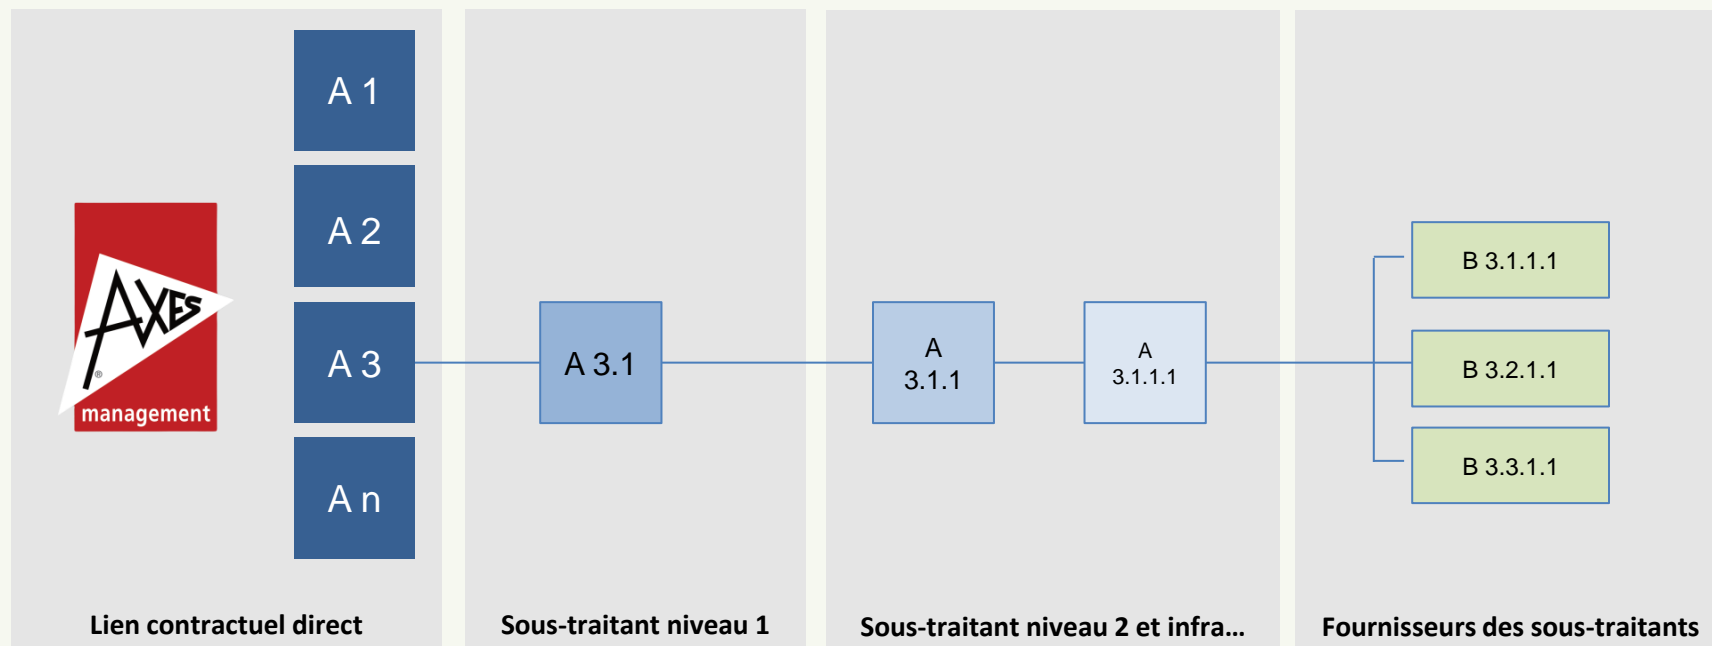 A 1
A 2
A 3
A n
AXES
®
management
Lien contractuel direct
A 3.1
Sous-traitant niveau 1
A
3.1.1
A
3.1.1.1
Sous-traitant niveau 2 et infra...
B 3.1.1.1
B 3.2.1.1
B 3.3.1.1
Fournisseurs des sous-traitants